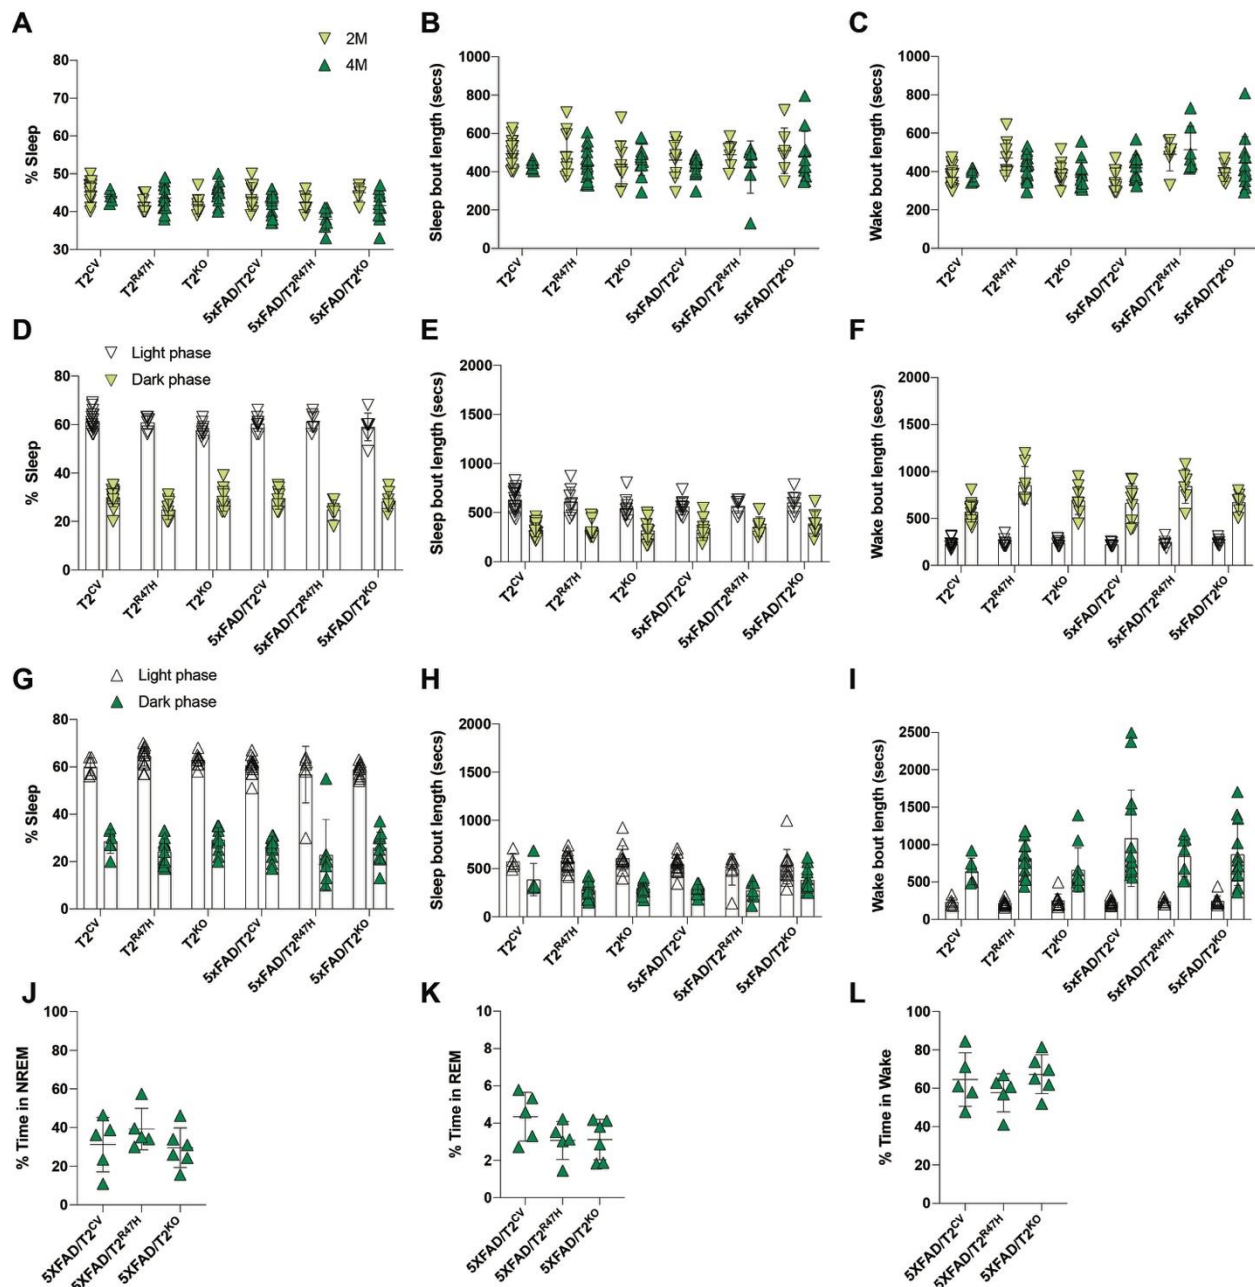 A
2M
4M
% Sleep
80
70
60
50
40
30
T2CV
T2R47H
T2KO
5xFAD/T2CV
5xFAD/T2R47H
5xFAD/T2KO
B
Sleep bout length (secs)
1000
800
600
400
200
0
T2CV
T2R47H
T2KO
5xFAD/T2CV
5xFAD/T2R47H
5xFAD/T2KO
C
Wake bout length (secs)
1000
800
600
400
200
0
T2CV
T2R47H
T2KO
5xFAD/T2CV
5xFAD/T2R47H
5xFAD/T2KO
D
Light phase
Dark phase
% Sleep
80
60
40
20
0
T2CV
T2R47H
T2KO
5xFAD/T2CV
5xFAD/T2R47H
5xFAD/T2KO
E
Sleep bout length (secs)
2000
1500
1000
500
0
T2CV
T2R47H
T2KO
5xFAD/T2CV
5xFAD/T2R47H
5xFAD/T2KO
F
Wake bout length (secs)
2000
1500
1000
500
0
T2CV
T2R47H
T2KO
5xFAD/T2CV
5xFAD/T2R47H
5xFAD/T2KO
G
Light phase
Dark phase
% Sleep
80
60
40
20
0
T2CV
T2R47H
T2KO
5xFAD/T2CV
5xFAD/T2R47H
5xFAD/T2KO
H
Sleep bout length (secs)
2000
1500
1000
500
0
T2CV
T2R47H
T2KO
5xFAD/T2CV
5xFAD/T2R47H
5xFAD/T2KO
I
Wake bout length (secs)
2500
2000
1500
1000
500
0
T2CV
T2R47H
T2KO
5xFAD/T2CV
5xFAD/T2R47H
5xFAD/T2KO
J
% Time in NREM
100
80
60
40
20
0
5XFAD/T2CV
5XFAD/T2R47H
5XFAD/T2KO
K
% Time in REM
10
8
6
4
2
0
5XFAD/T2CV
5XFAD/T2R47H
5XFAD/T2KO
L
% Time in Wake
100
80
60
40
20
0
5XFAD/T2CV
5XFAD/T2R47H
5XFAD/T2KO